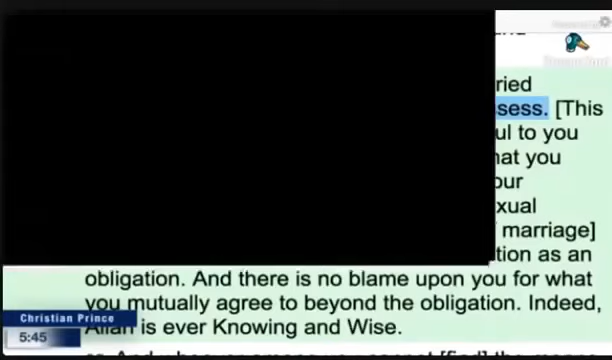 ried
sess. [This
ul to you
hat you
our
xual
marriage]
tion as an
obligation. And there is no blame upon you for what
you mutually agree to beyond the obligation. Indeed,
Allah is ever Knowing and Wise.
Christian Prince
5:45